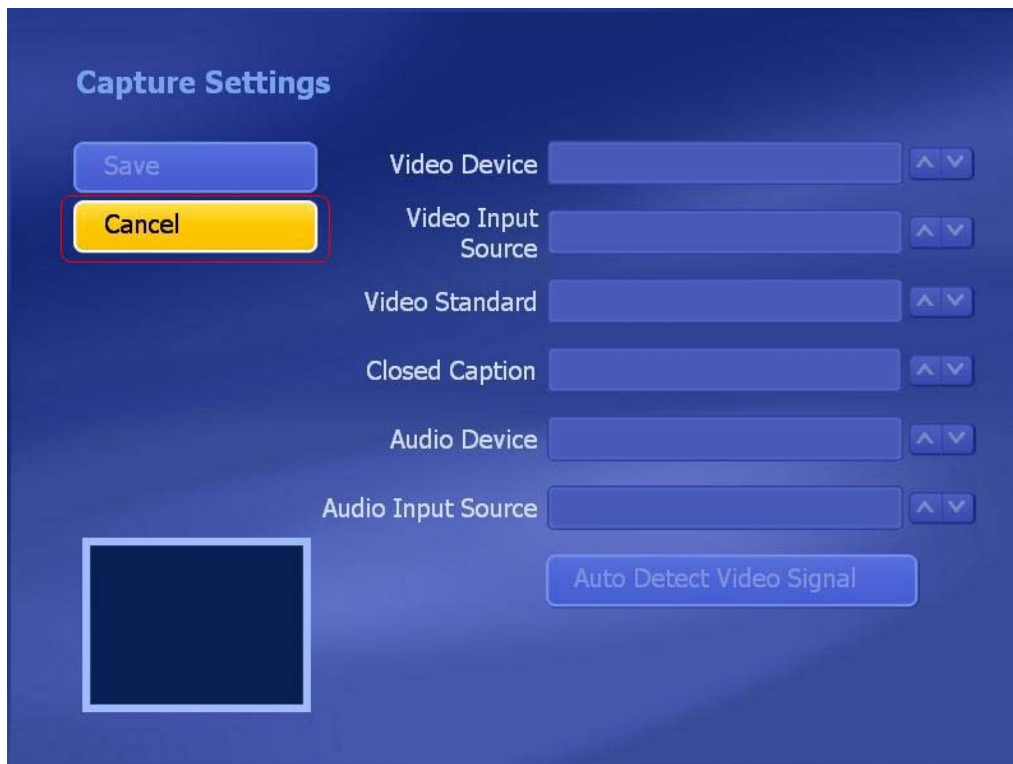 Capture Settings
Save
Cancel
Video Device
Video Input
Source
Video Standard
Closed Caption
Audio Device
Audio Input Source
Auto Detect Video Signal